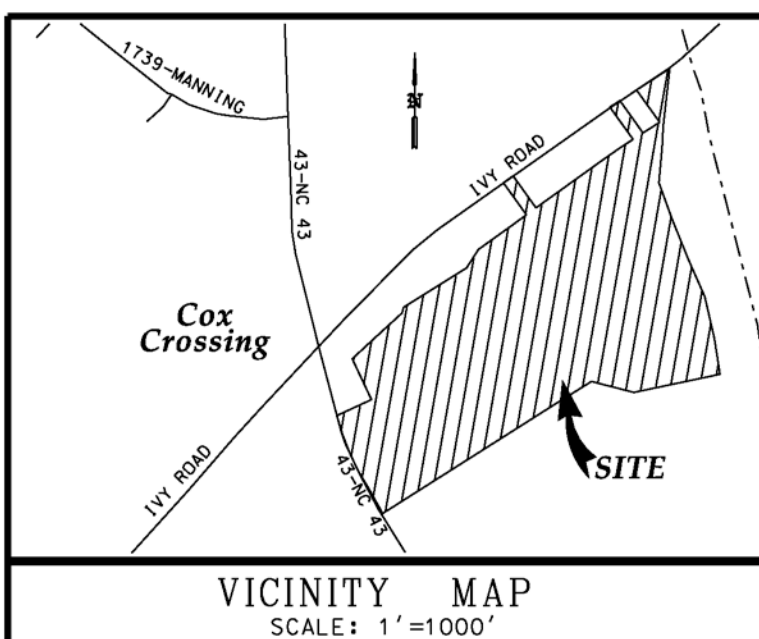 1739-MANNING
N
43-NC 43
IVY ROAD
Cox
Crossing
IVY ROAD
43-NC 43
SITE
VICINITY MAP
SCALE: 1'=1000'